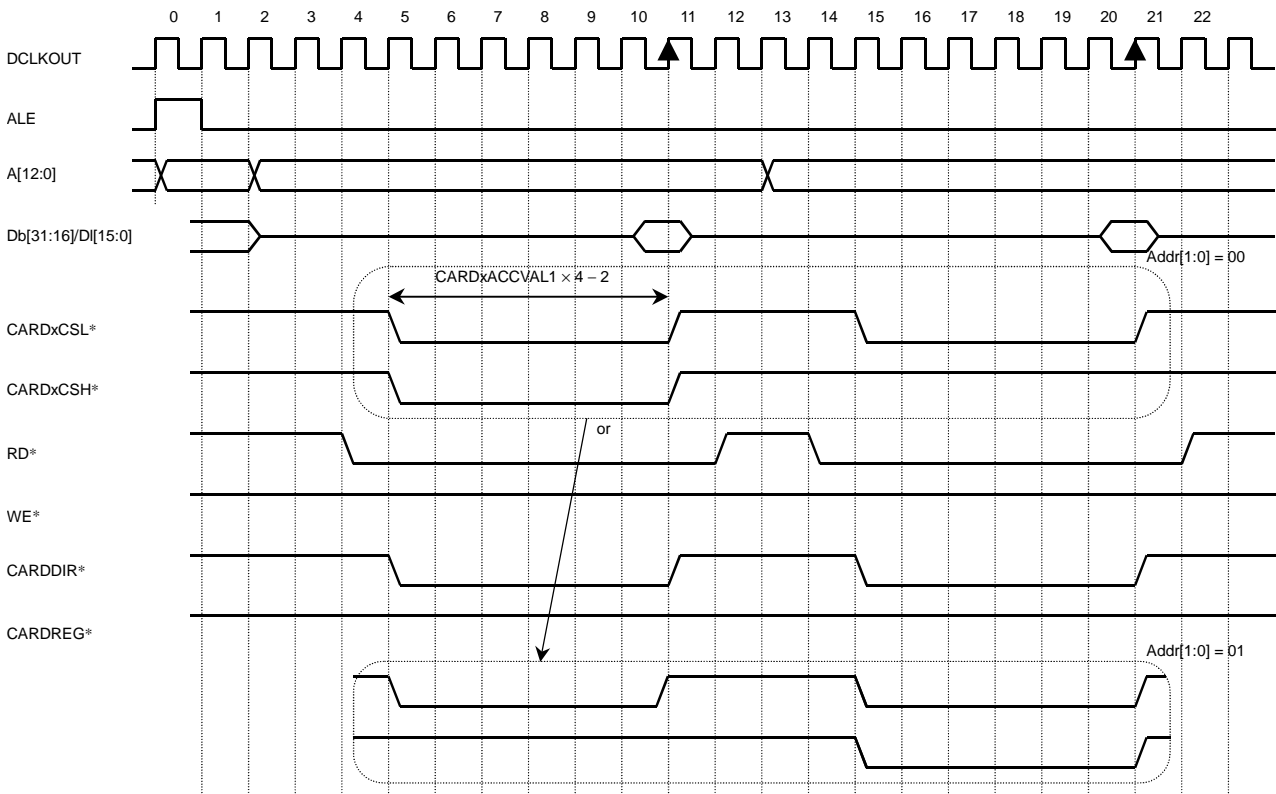 0 1 2 3 4 5 6 7 8 9 10 11 12 13 14 15 16 17 18 19 20 21 22
DCLKOUT
ALE
A[12:0]
Db[31:16]/Dl[15:0]
Addr[1:0] = 00
CARDxACCVAL1 × 4 − 2
CARDxCSL*
CARDxCSH*
or
RD*
WE*
CARDDIR*
CARDREG*
Addr[1:0] = 01